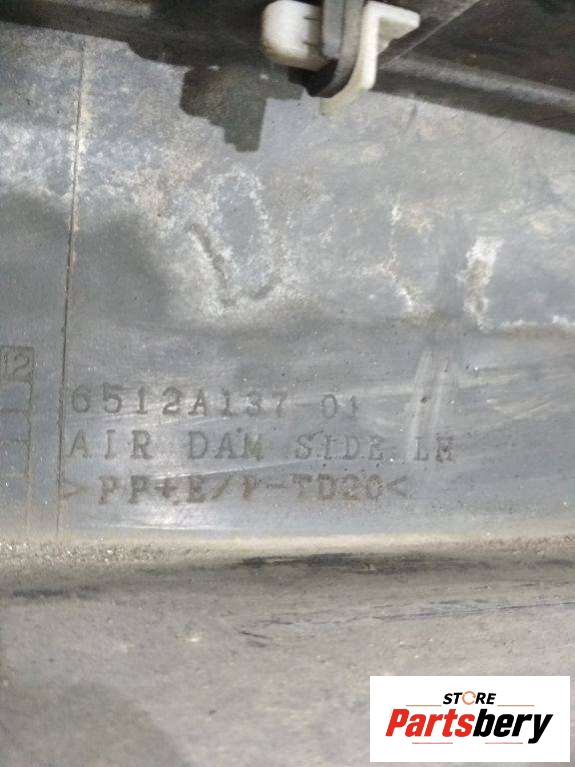 12
6512A137 01
AIR DAM SIDE LH
>PP+E/P-TD20<
STORE
Partsbery